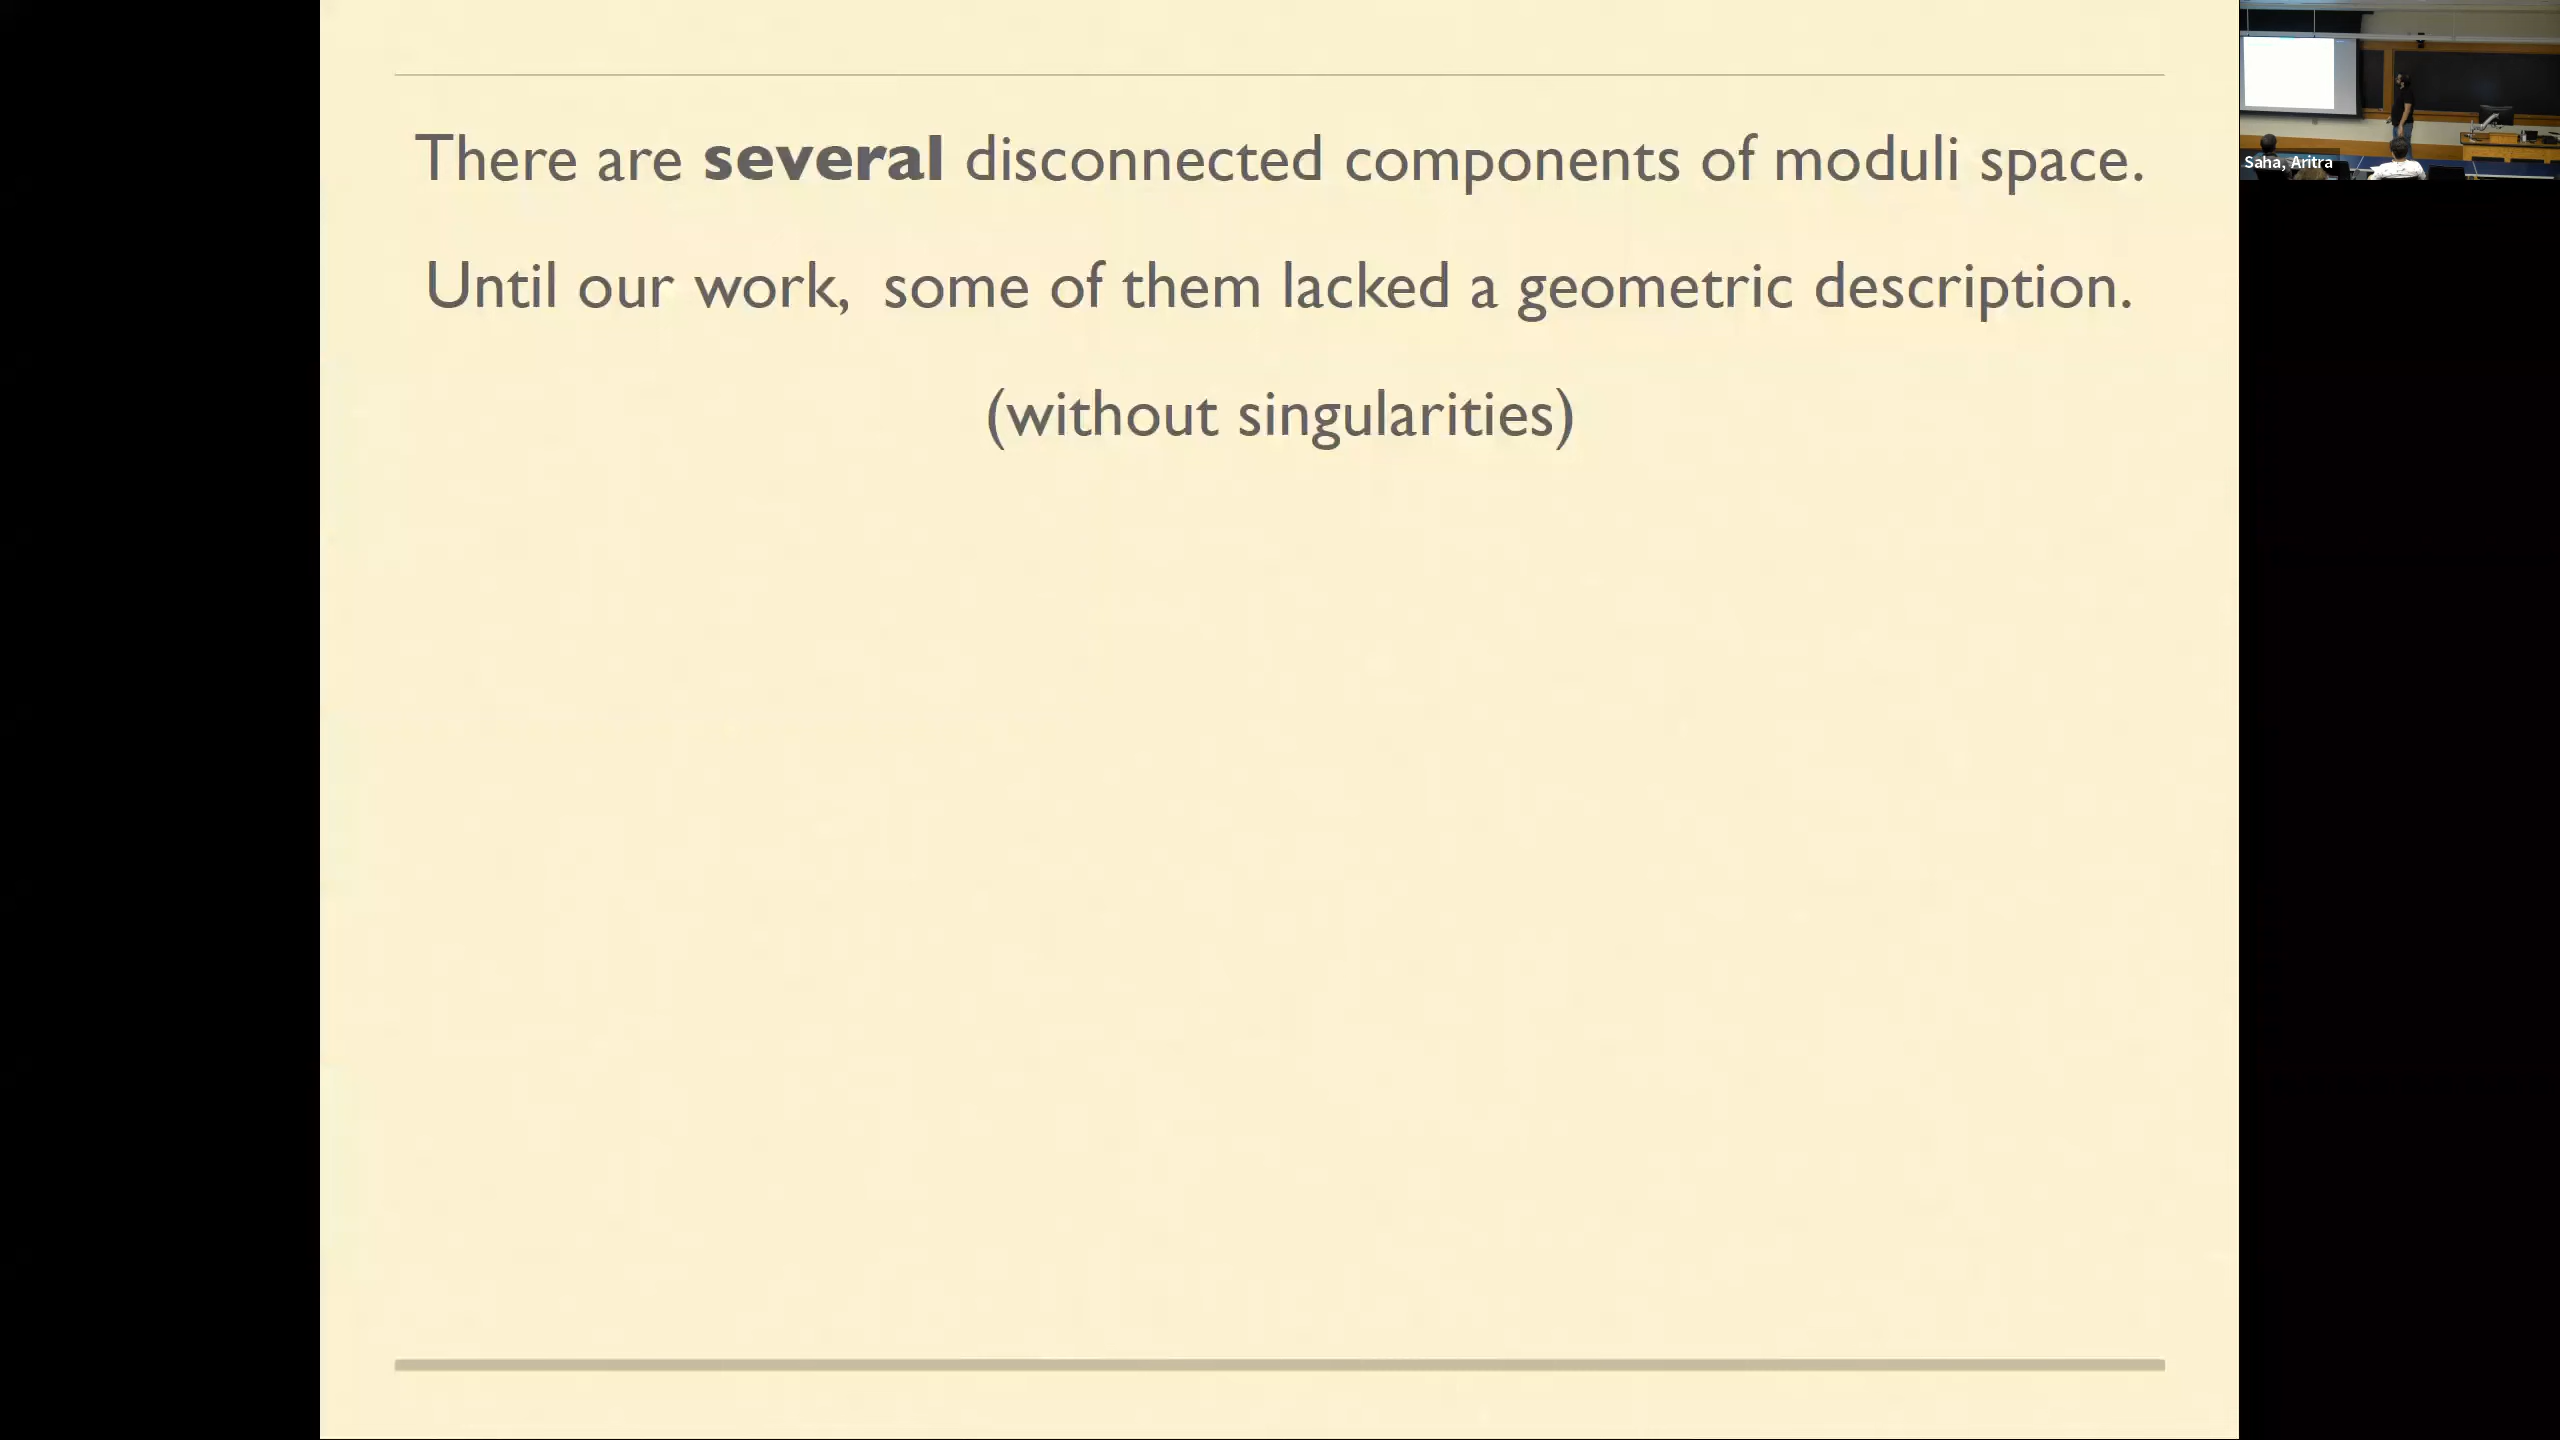 There are several disconnected components of moduli space.
Until our work, some of them lacked a geometric description.
(without singularities)
Saha, Aritra